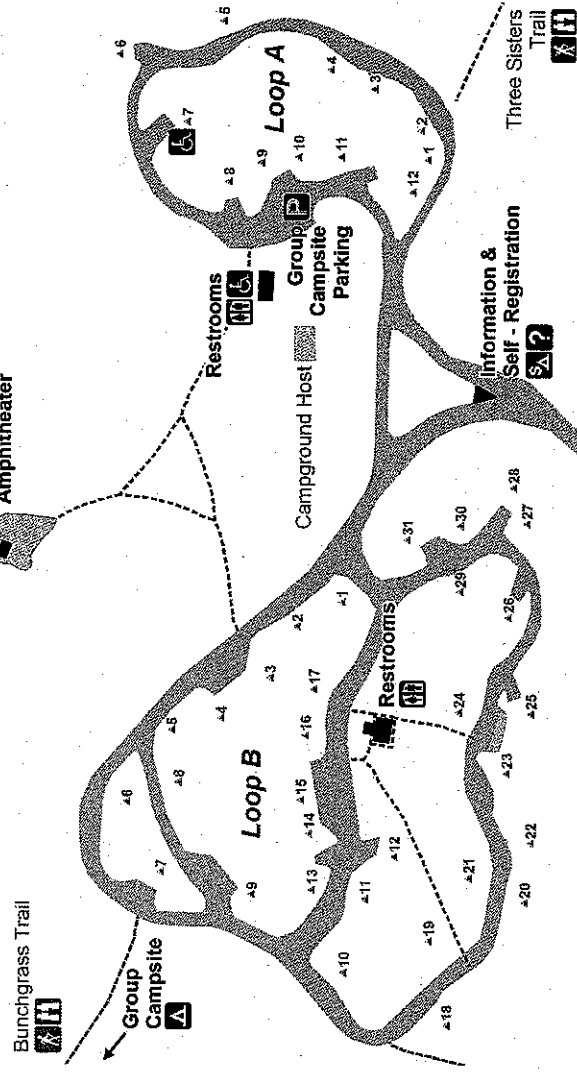 Amphitheater
Bunchgrass Trail
Group
Campsite
Restrooms
Group
Campsite
Parking
P
Campground Host
Loop A
1
2
3
4
5
6
7
8
9
10
11
12
Three Sisters
Trail
Information &
Self - Registration
S
?
Loop B
1
2
3
4
5
6
7
8
9
10
11
12
13
14
15
16
17
Restrooms
18
19
20
21
22
23
24
25
26
27
28
29
30
31